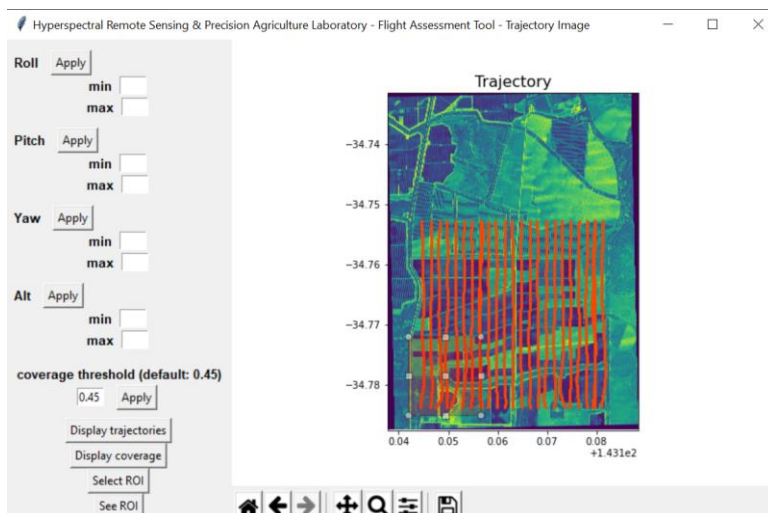 Hyperspectral Remote Sensing & Precision Agriculture Laboratory - Flight Assessment Tool - Trajectory Image
Roll Apply
min
max
Pitch Apply
min
max
Yaw Apply
min
max
Alt Apply
min
max
coverage threshold (default: 0.45)
0.45 Apply
Display trajectories
Display coverage
Select ROI
See ROI
Trajectory
−34.74
−34.75
−34.76
−34.77
−34.78
0.04 0.05 0.06 0.07 0.08
+1.431e2